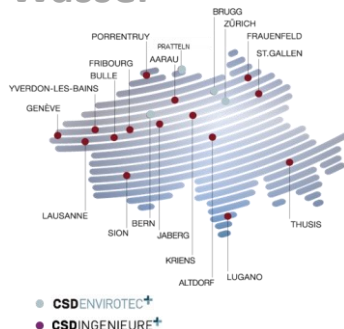 Wasser
BRUGG
PORRENTRUY
PRATTELN
ZÜRICH
FRIBOURG
AARAU
FRAUENFELD
BULLE
ST.GALLEN
YVERDON-LES-BAINS
GENÈVE
LAUSANNE
BERN
THUSIS
SION
JABERG
KRIENS
LUGANO
ALTDORF
CSDENVIROTEC+
CSDINGENIEURE+